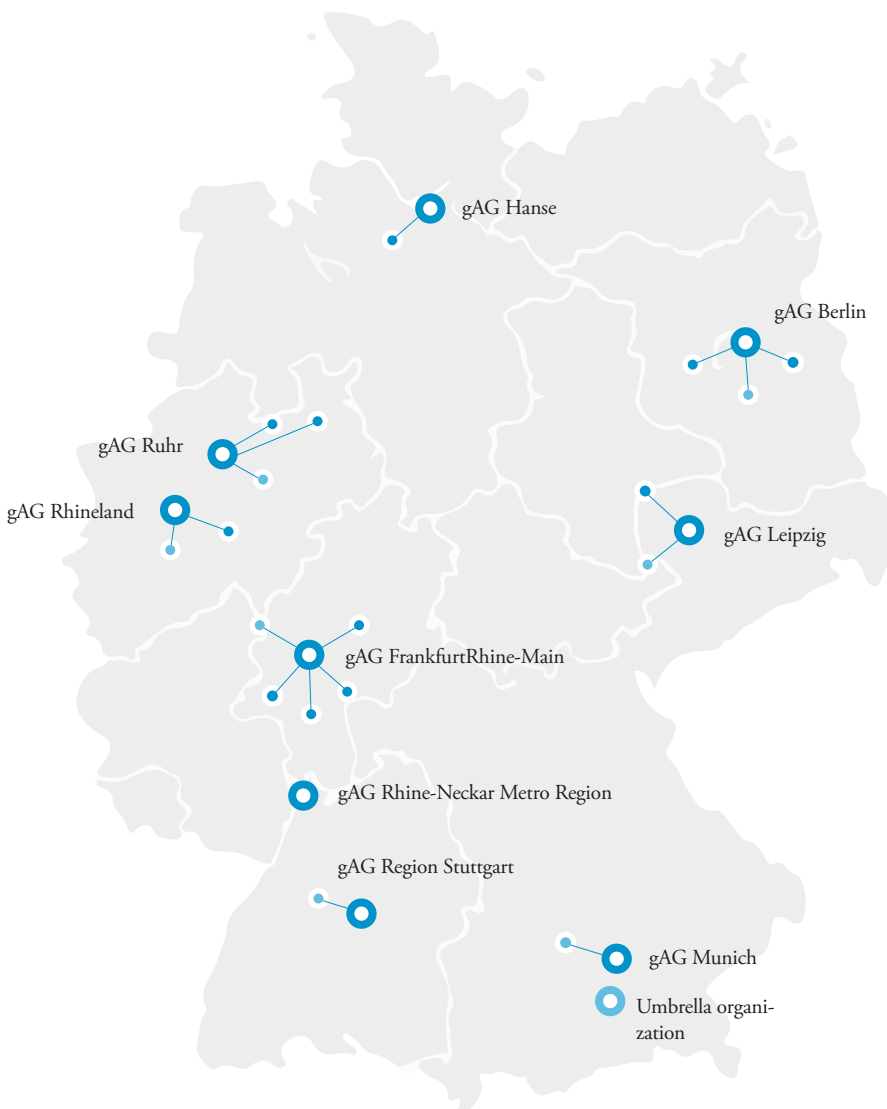 gAG Hanse
gAG Berlin
gAG Ruhr
gAG Rhineland
gAG Leipzig
gAG FrankfurtRhine-Main
gAG Rhine-Neckar Metro Region
gAG Region Stuttgart
gAG Munich
Umbrella organi-
zation